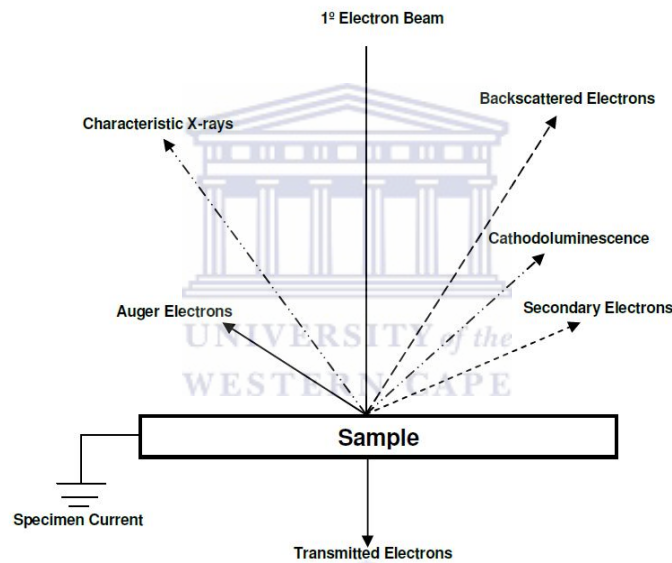 1º Electron Beam
Backscattered Electrons
Characteristic X-rays
Cathodoluminescence
Auger Electrons
Secondary Electrons
UNIVERSITY of the
WESTERN CAPE
Sample
Specimen Current
Transmitted Electrons